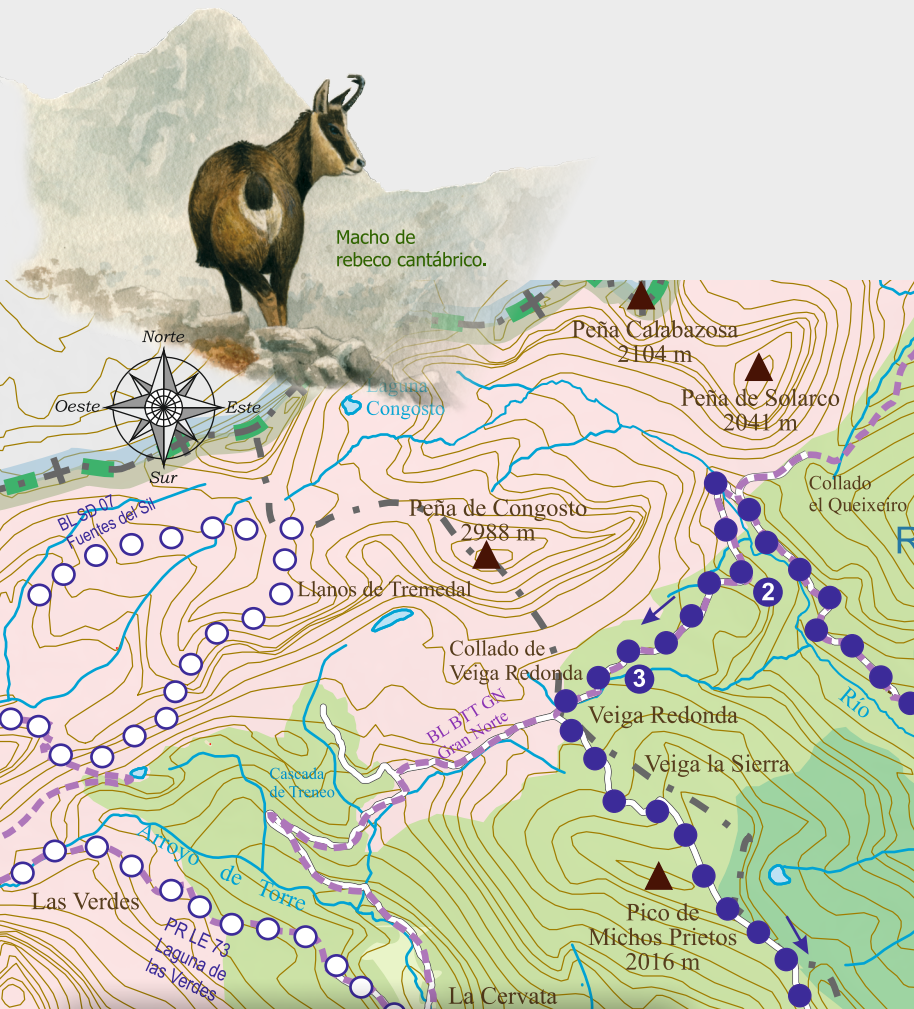 Macho de
rebeco cantábrico.
Peña Calabazosa
2104 m
Norte
Oeste
Este
Sur
Laguna
Congosto
Peña de Solarco
2041 m
Collado
el Queixeiro
R
BL SD 07
Fuentes del Sil
Peña de Congosto
2988 m
Llanos de Tremedal
2
Collado de
Veiga Redonda
3
Río
BL BTT GN
Gran Norte
Veiga Redonda
Veiga la Sierra
Cascada
de Treneo
Arroyo de Torre
Las Verdes
PR LE 73
Laguna de
las Verdes
Pico de
Michos Prietos
2016 m
La Cervata